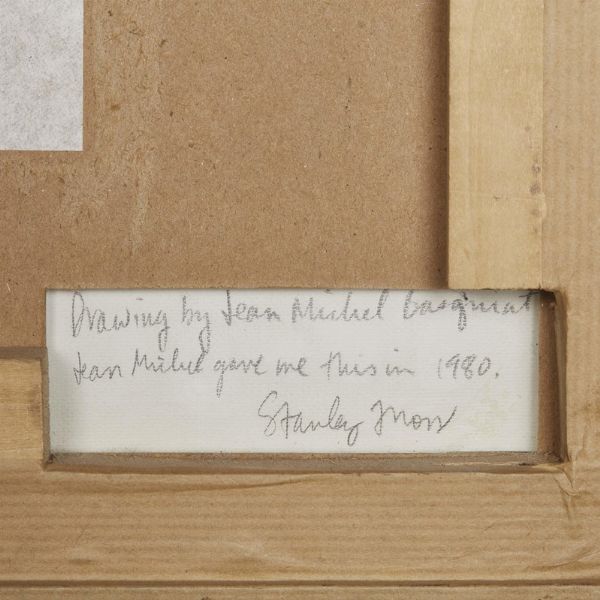 Drawing by Jean Michel Basquiat
Jean Michel gave me this in 1980.
Stanley Moss